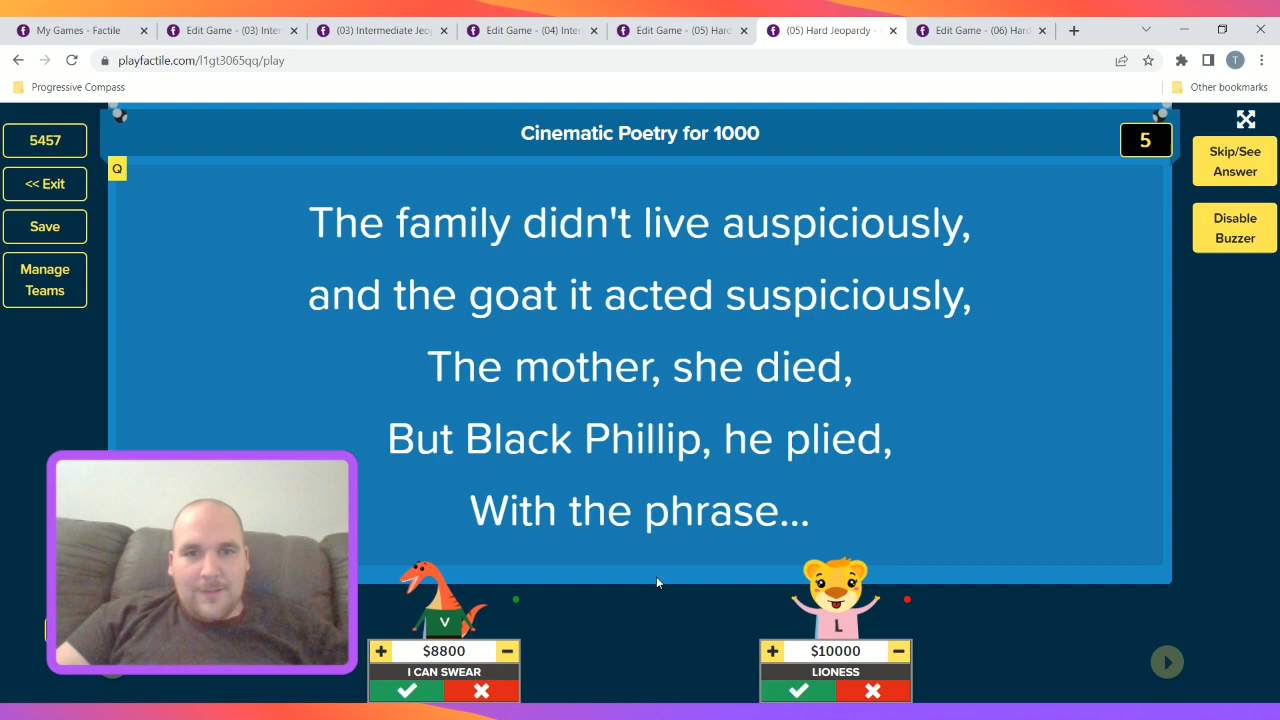 My Games - Factile
Edit Game - (03) Inter
(03) Intermediate Jeop
Edit Game - (04) Inter
Edit Game - (05) Hard
(05) Hard Jeopardy -
Edit Game - (06) Hard
playfactile.com/l1gt3065qq/play
T
Progressive Compass
Other bookmarks
5457
<< Exit
Save
Manage
Teams
Cinematic Poetry for 1000
5
Skip/See
Answer
Disable
Buzzer
Q
The family didn't live auspiciously,
and the goat it acted suspiciously,
The mother, she died,
But Black Phillip, he plied,
With the phrase...
V
L
+ $8800 −
I CAN SWEAR
+ $10000 −
LIONESS